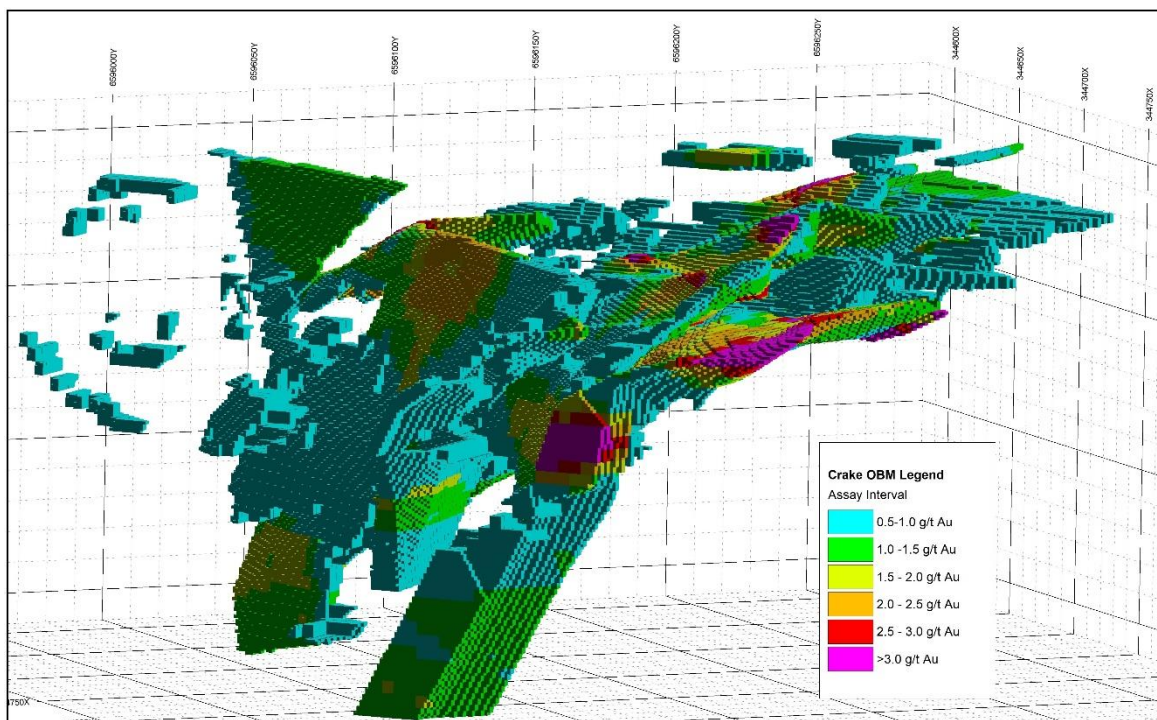 6596000Y
6596050Y
6596100Y
6596150Y
6596200Y
6596250Y
344600X
344650X
344700X
344750X
Crake OBM Legend
Assay Interval
0.5-1.0 g/t Au
1.0 -1.5 g/t Au
1.5 - 2.0 g/t Au
2.0 - 2.5 g/t Au
2.5 - 3.0 g/t Au
>3.0 g/t Au